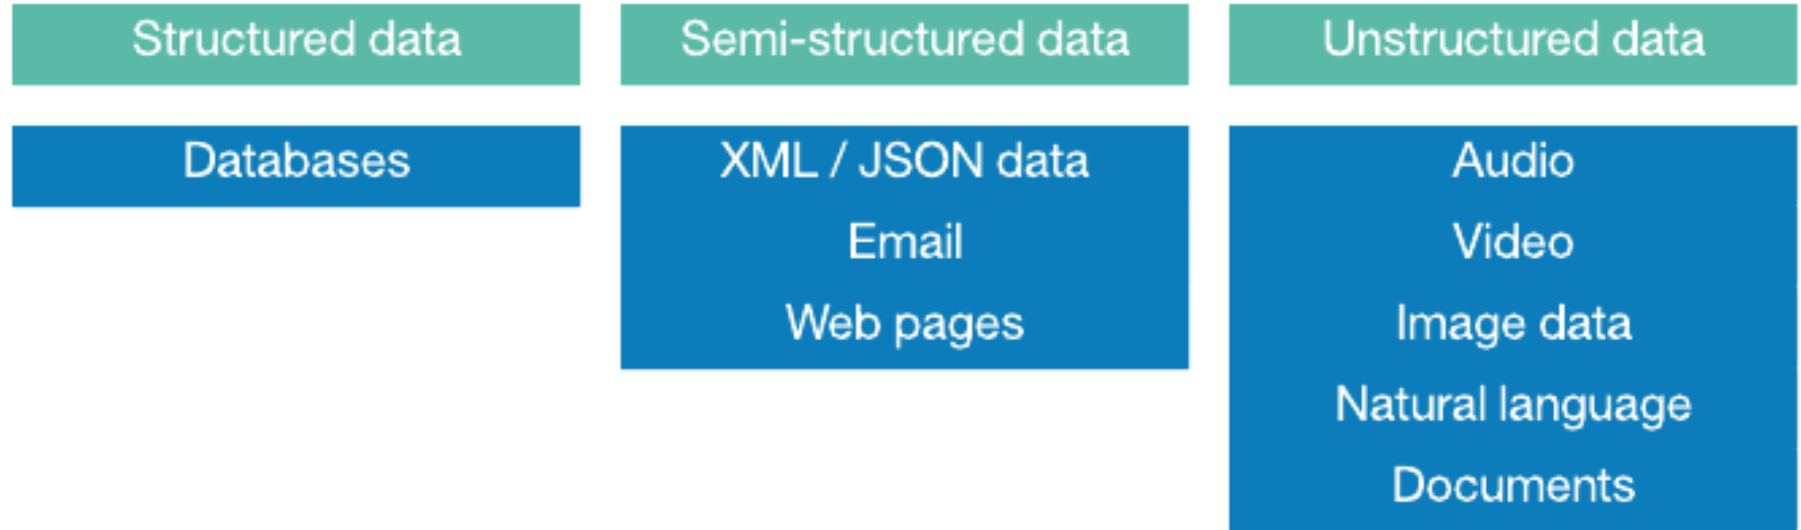 Structured data
Databases
Semi-structured data
XML / JSON data
Email
Web pages
Unstructured data
Audio
Video
Image data
Natural language
Documents